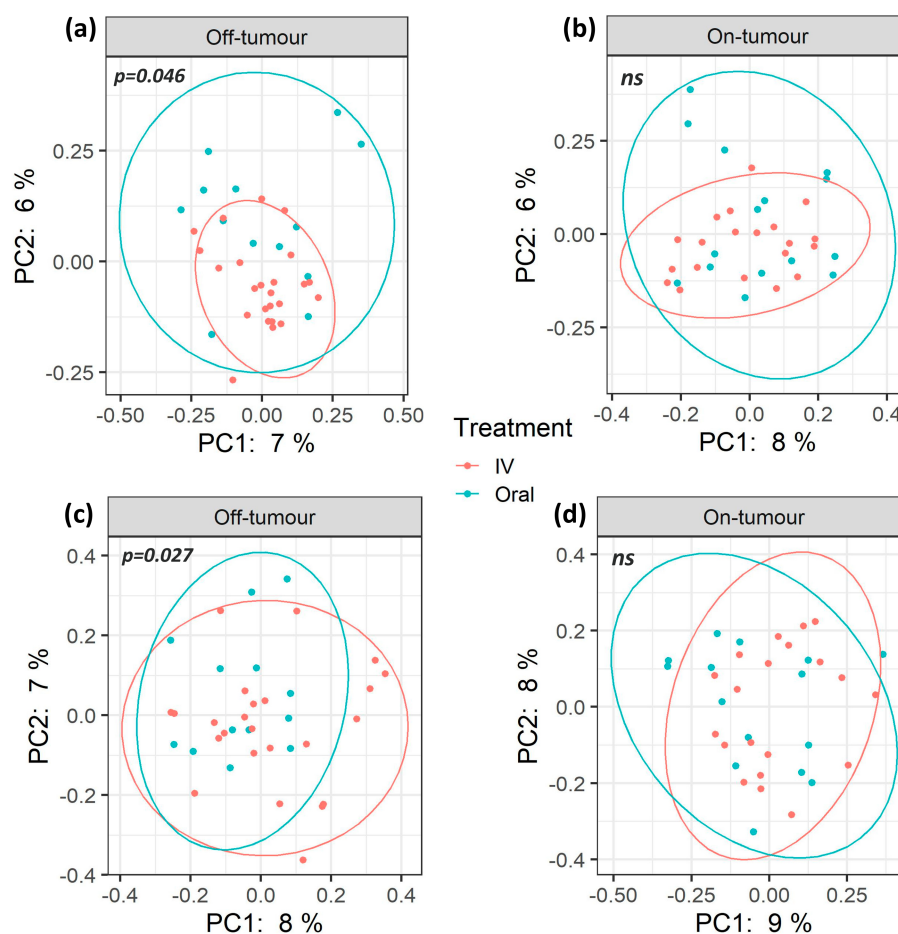 (a)
Off-tumour
p=0.046
0.25
0.00
-0.25
PC2: 6 %
-0.50
-0.25
0.00
0.25
0.50
PC1: 7 %
(b)
On-tumour
ns
0.25
0.00
-0.25
PC2: 6 %
-0.4
-0.2
0.0
0.2
0.4
PC1: 8 %
Treatment
IV
Oral
(c)
Off-tumour
p=0.027
0.4
0.2
0.0
-0.2
-0.4
PC2: 7 %
-0.4
-0.2
0.0
0.2
0.4
PC1: 8 %
(d)
On-tumour
ns
0.4
0.2
0.0
-0.2
-0.4
PC2: 8 %
-0.50
-0.25
0.00
0.25
PC1: 9 %